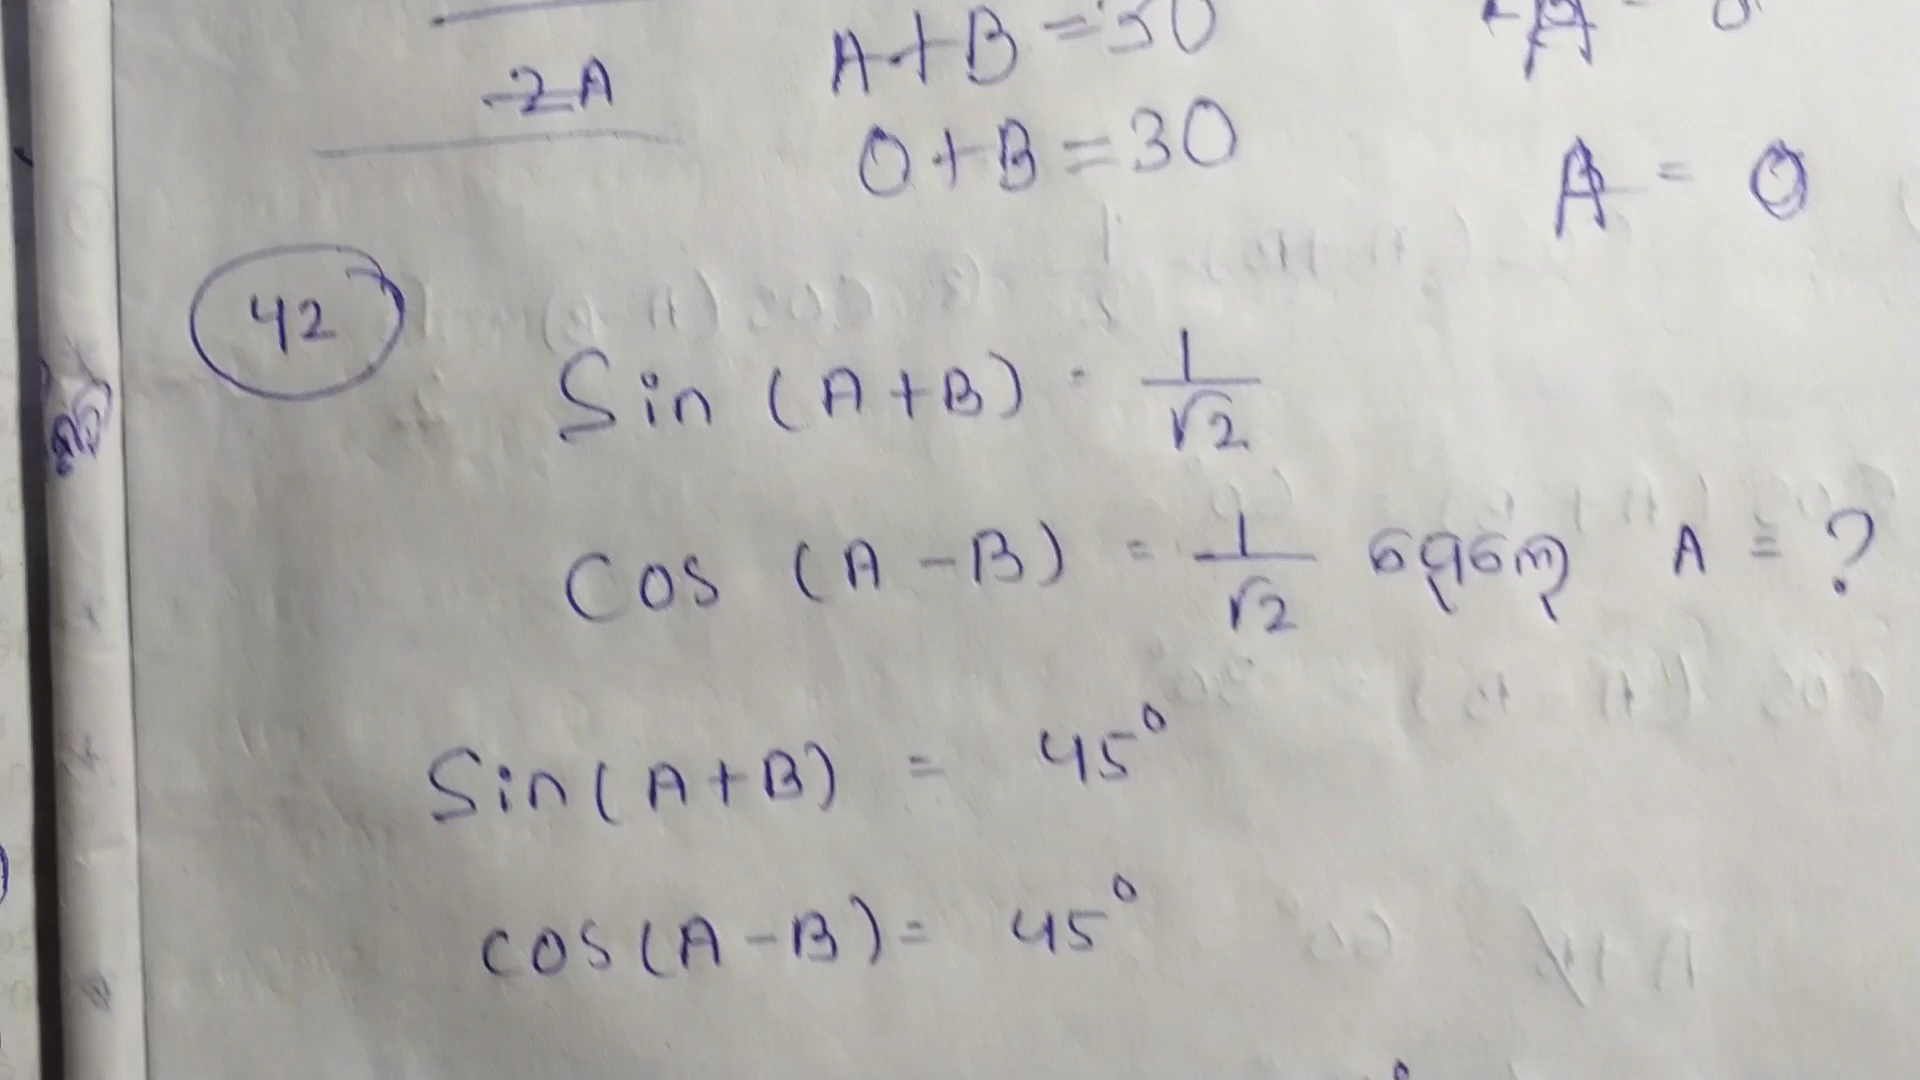 -2A
A+B=30
0+B=30
A = 0
42
Sin (A+B) = 1/√2
Cos (A-B) = 1/√2 ହେଲେ A = ?
Sin(A+B) = 45°
cos(A-B)= 45°